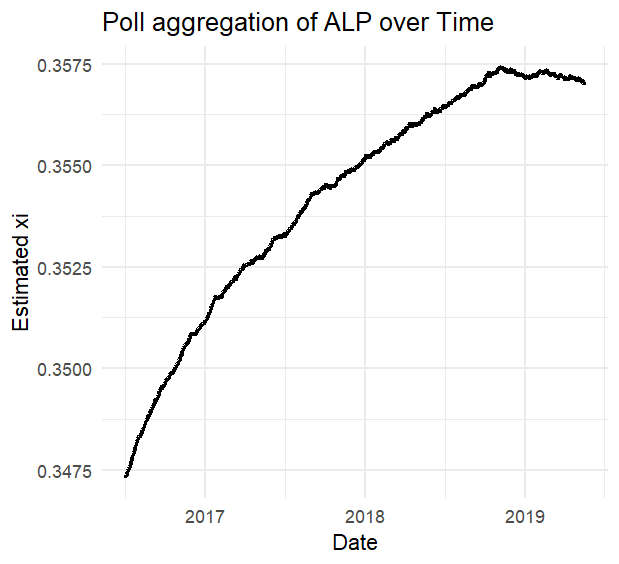 Poll aggregation of ALP over Time
0.3575
0.3550
0.3525
0.3500
0.3475
Estimated xi
2017 2018 2019
Date